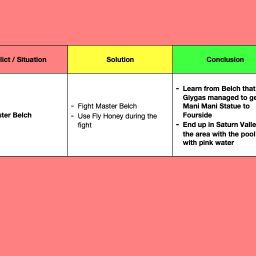 lict / Situation
Solution
Conclusion
ster Belch
- Fight Master Belch
- Use Fly Honey during the
fight
- Learn from Belch that
Giygas managed to ge
Mani Mani Statue to
Fourside
- End up in Saturn Valle
the area with the pool
with pink water